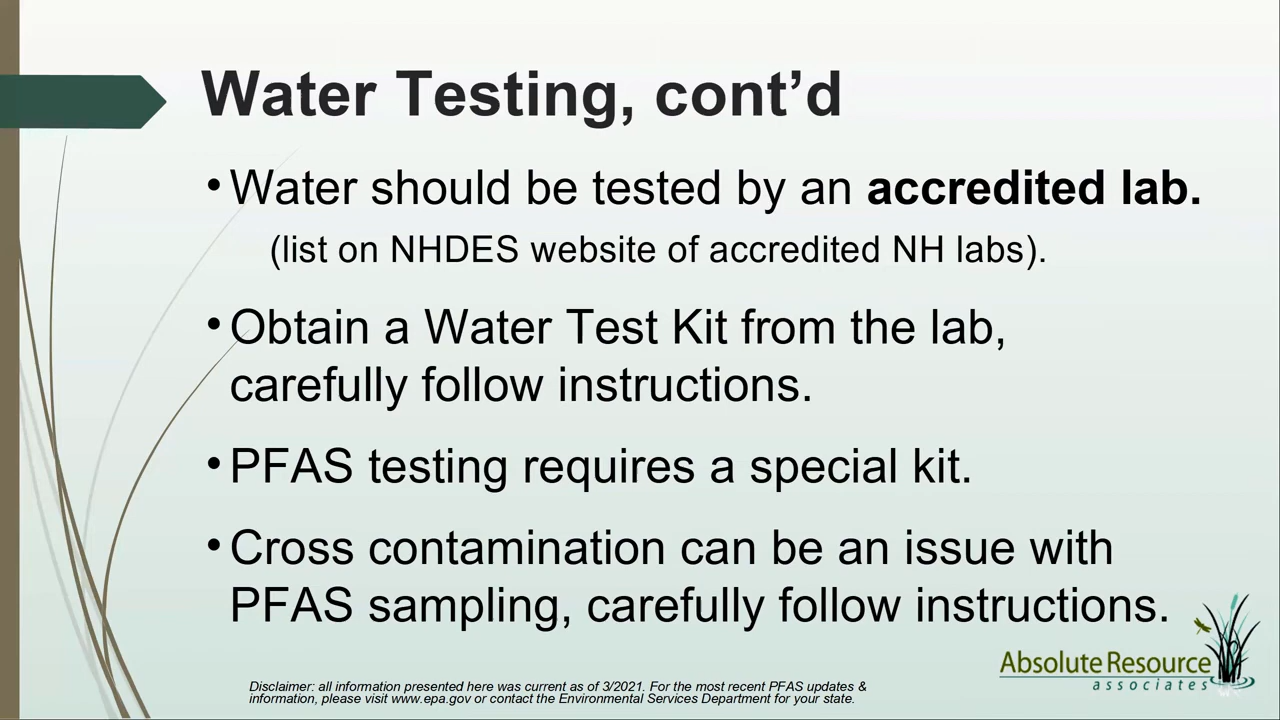 Water Testing, cont’d
•Water should be tested by an accredited lab.
(list on NHDES website of accredited NH labs).
•Obtain a Water Test Kit from the lab,
carefully follow instructions.
•PFAS testing requires a special kit.
•Cross contamination can be an issue with
PFAS sampling, carefully follow instructions.
Absolute Resource
associates
Disclaimer: all information presented here was current as of 3/2021. For the most recent PFAS updates &
information, please visit www.epa.gov or contact the Environmental Services Department for your state.